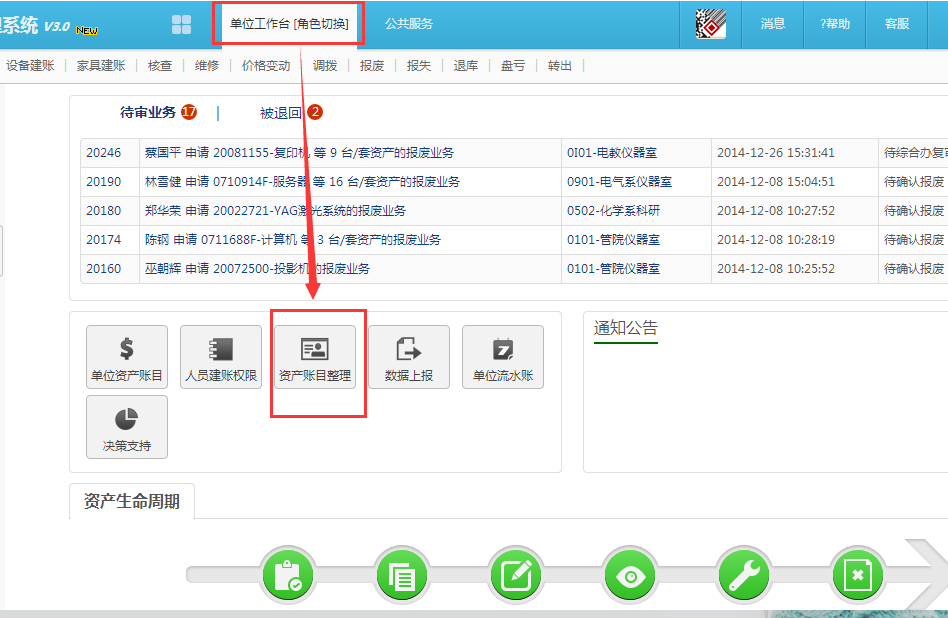 理系统 V3.0 NEW 单位工作台 [角色切换] 公共服务 消息 ?帮助 客服
设备建账 家具建账 核查 维修 价格变动 调拨 报废 报失 退库 盘亏 转出
待审业务 17 被退回 2
20246 蔡国平 申请 20081155-复印机 等 9 台/套资产的报废业务 0I01-电教仪器室 2014-12-26 15:31:41 待综合办复审
20190 林雪健 申请 0710914F-服务器 等 16 台/套资产的报废业务 0901-电气系仪器室 2014-12-08 15:04:51 待确认报废
20180 郑华荣 申请 20022721-YAG激光系统的报废业务 0502-化学系科研 2014-12-08 10:27:52 待确认报废
20174 陈钢 申请 0711688F-计算机 等 3 台/套资产的报废业务 0101-管院仪器室 2014-12-08 10:28:19 待确认报废
20160 巫朝辉 申请 20072500-投影机的报废业务 0101-管院仪器室 2014-12-08 10:25:52 待确认报废
单位资产账目 人员建账权限 资产账目整理 数据上报 单位流水账
决策支持
通知公告
资产生命周期